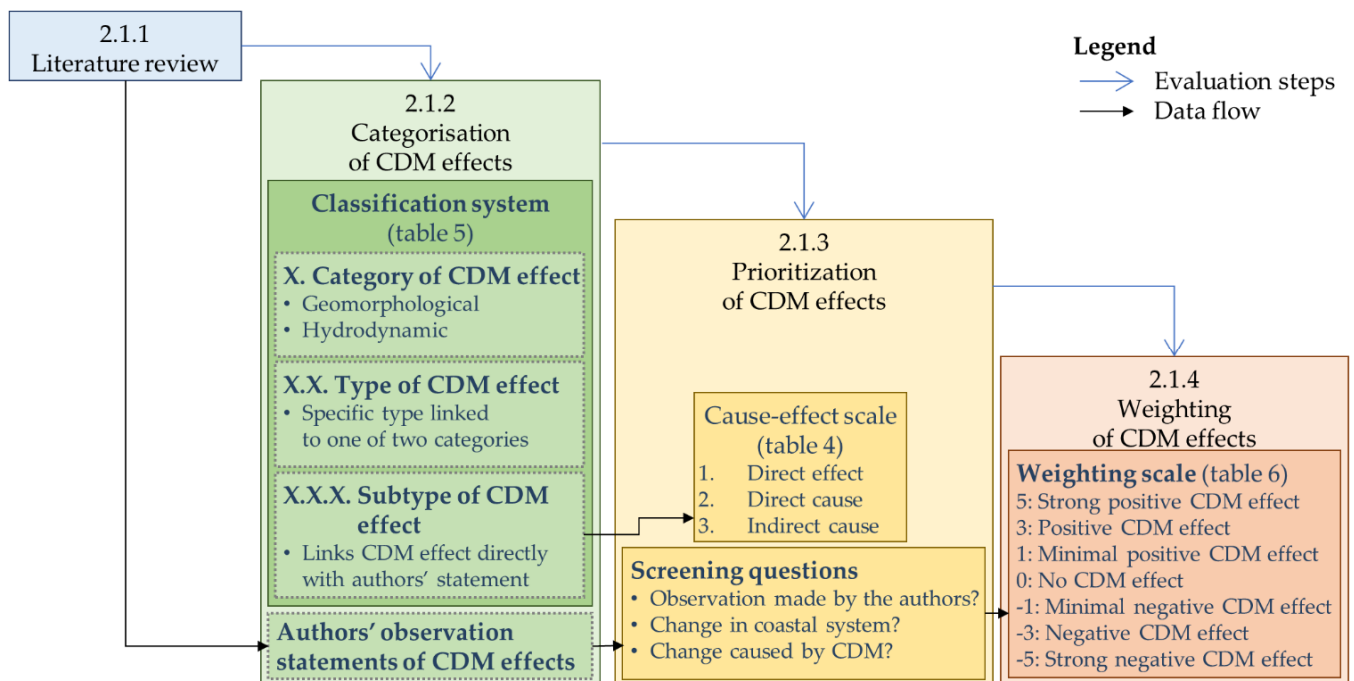 2.1.1
Literature review
Legend
Evaluation steps
Data flow
2.1.2
Categorisation
of CDM effects
Classification system
(table 5)
X. Category of CDM effect
• Geomorphological
• Hydrodynamic
X.X. Type of CDM effect
• Specific type linked
to one of two categories
X.X.X. Subtype of CDM
effect
• Links CDM effect directly
with authors' statement
Authors' observation
statements of CDM effects
2.1.3
Prioritization
of CDM effects
Cause-effect scale
(table 4)
1. Direct effect
2. Direct cause
3. Indirect cause
Screening questions
• Observation made by the authors?
• Change in coastal system?
• Change caused by CDM?
2.1.4
Weighting
of CDM effects
Weighting scale (table 6)
5: Strong positive CDM effect
3: Positive CDM effect
1: Minimal positive CDM effect
0: No CDM effect
-1: Minimal negative CDM effect
-3: Negative CDM effect
-5: Strong negative CDM effect